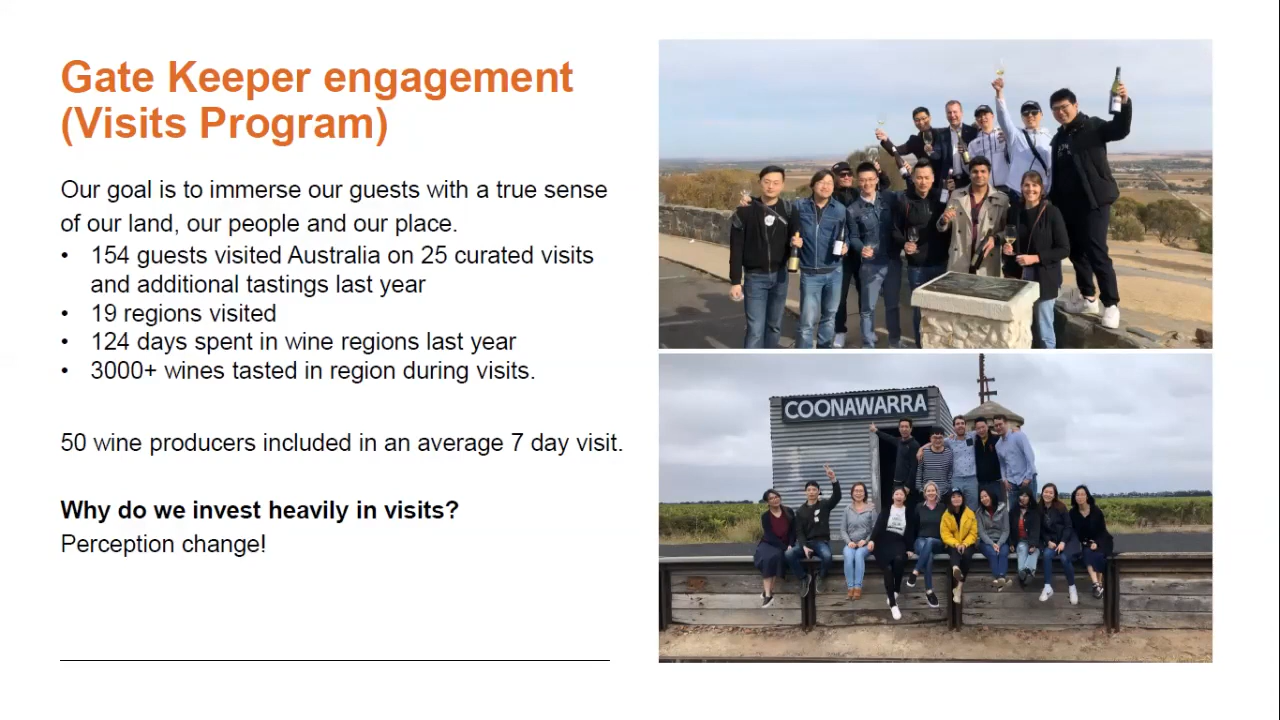 Gate Keeper engagement
(Visits Program)
Our goal is to immerse our guests with a true sense
of our land, our people and our place.
• 154 guests visited Australia on 25 curated visits
and additional tastings last year
• 19 regions visited
• 124 days spent in wine regions last year
• 3000+ wines tasted in region during visits.
50 wine producers included in an average 7 day visit.
Why do we invest heavily in visits?
Perception change!
COONAWARRA